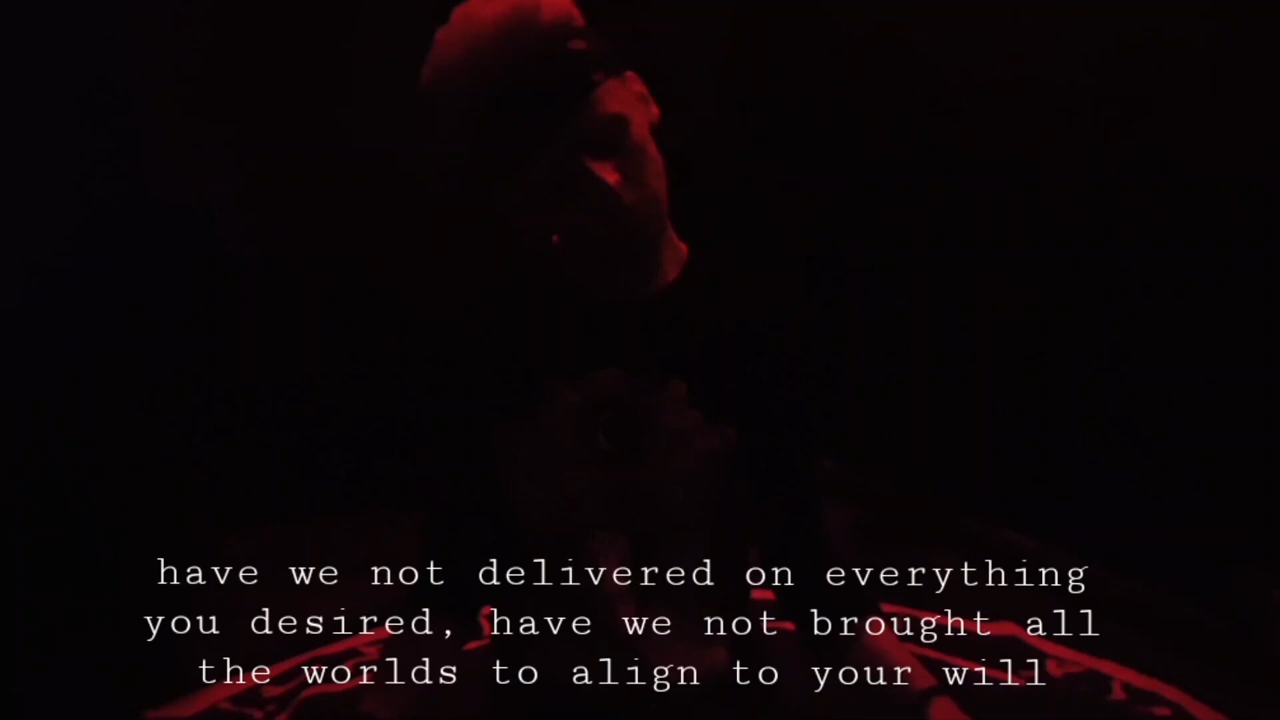 have we not delivered on everything
you desired, have we not brought all
the worlds to align to your will